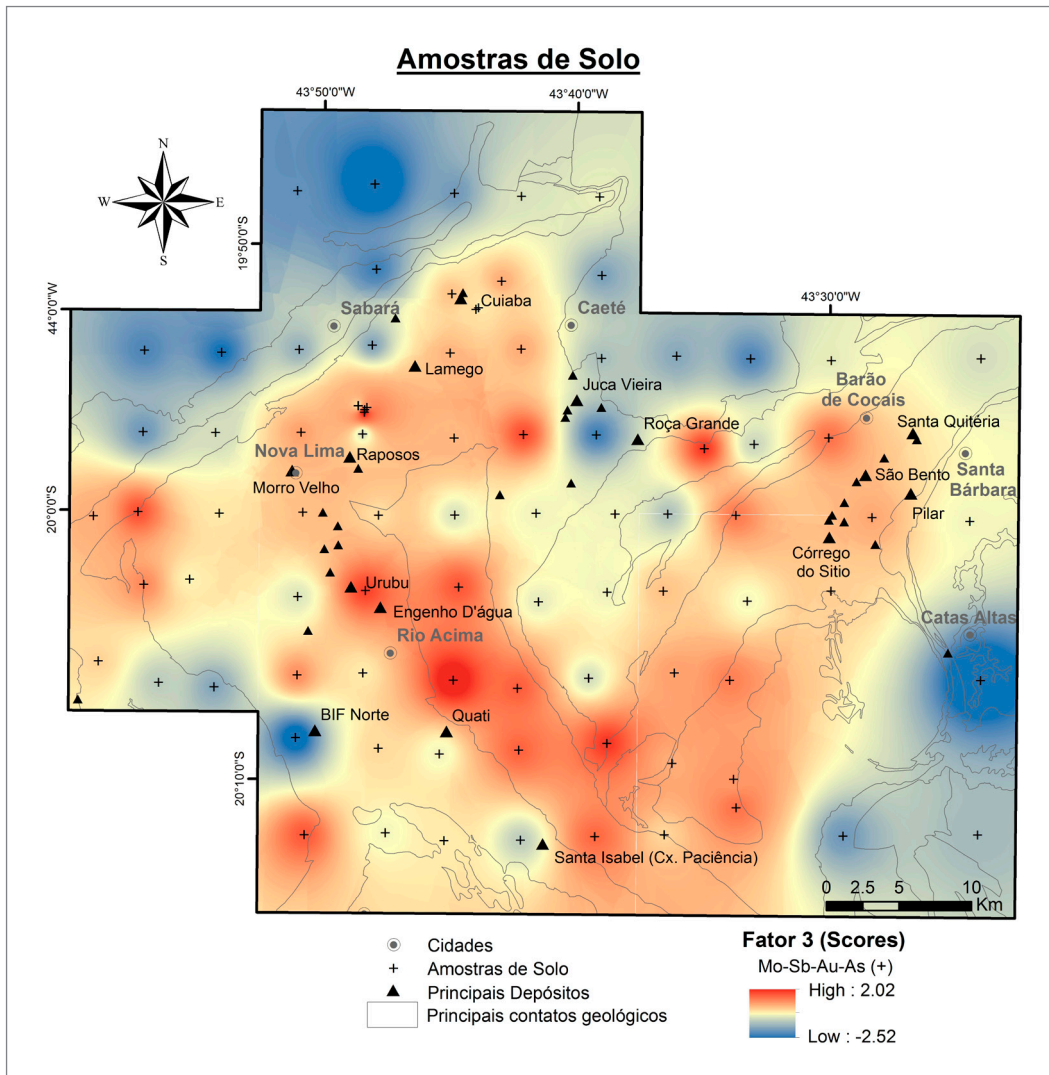 Amostras de Solo
43°50'0"W
43°40'0"W
N
W
E
S
19°50'0"S
43°30'0"W
44°0'0"W
Sabará
Cuiaba
Caeté
Lamego
Juca Vieira
Barão
de Cocais
Roça Grande
Santa Quitéria
Nova Lima
Raposos
Santa
Bárbara
São Bento
Morro Velho
Pilar
20°0'0"S
Córrego
do Sitio
Urubu
Engenho D'água
Catas Altas
Rio Acima
BIF Norte
Quati
20°10'0"S
Santa Isabel (Cx. Paciência)
0 2.5 5 10
Km
Cidades
Amostras de Solo
Principais Depósitos
Principais contatos geológicos
Fator 3 (Scores)
Mo-Sb-Au-As (+)
High : 2.02
Low : -2.52